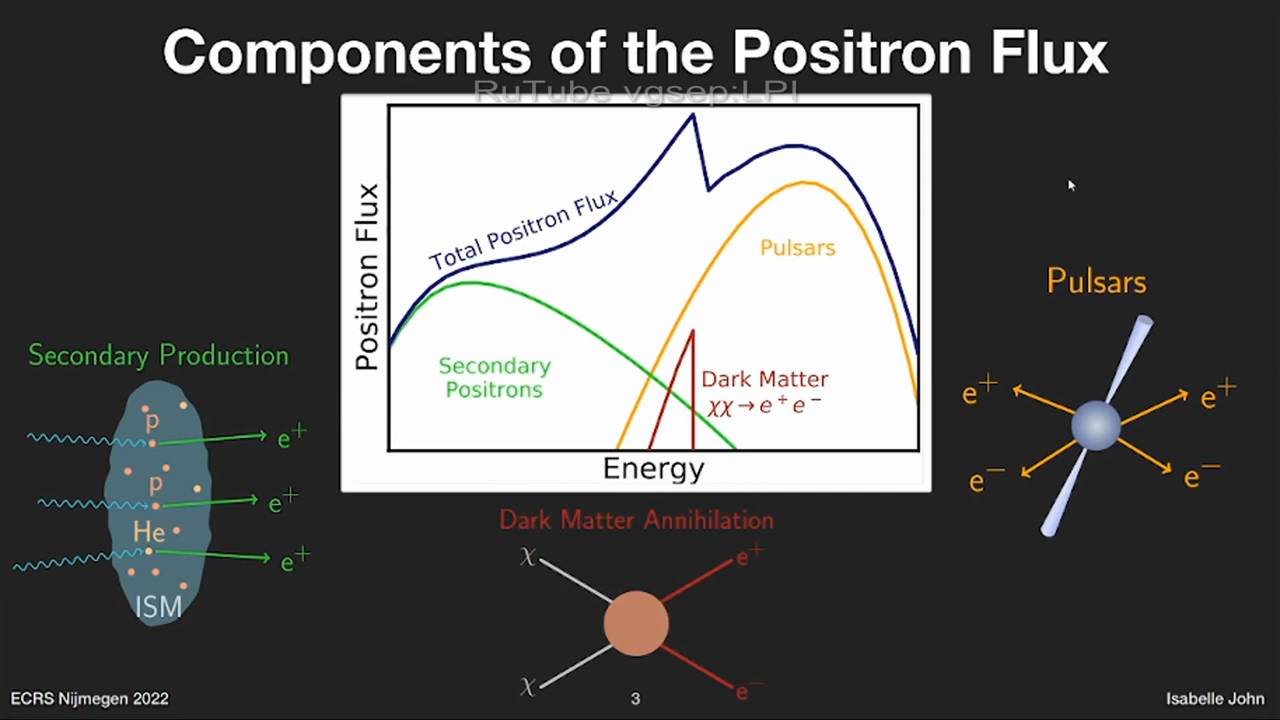 Components of the Positron Flux
RuTube vgsep:LPI
Positron Flux
Total Positron Flux
Pulsars
Secondary
Positrons
Dark Matter
χχ→e⁺e⁻
Energy
Secondary Production
p
e⁺
p
e⁺
He
e⁺
ISM
Pulsars
e⁺
e⁺
e⁻
e⁻
Dark Matter Annihilation
χ
e⁺
χ
e⁻
ECRS Nijmegen 2022
3
Isabelle John